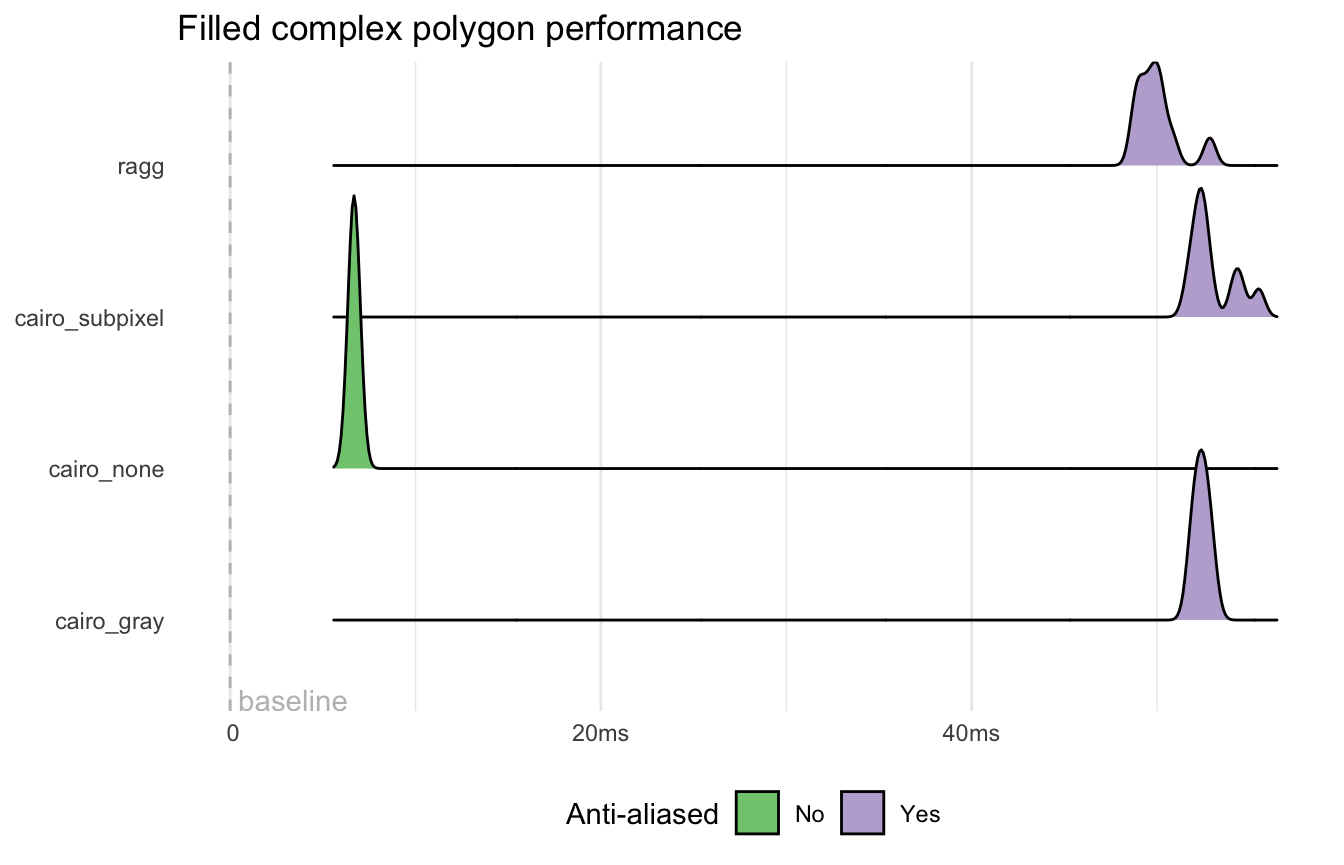 Filled complex polygon performance
ragg
cairo_subpixel
cairo_none
cairo_gray
baseline
0 20ms 40ms
Anti-aliased No Yes